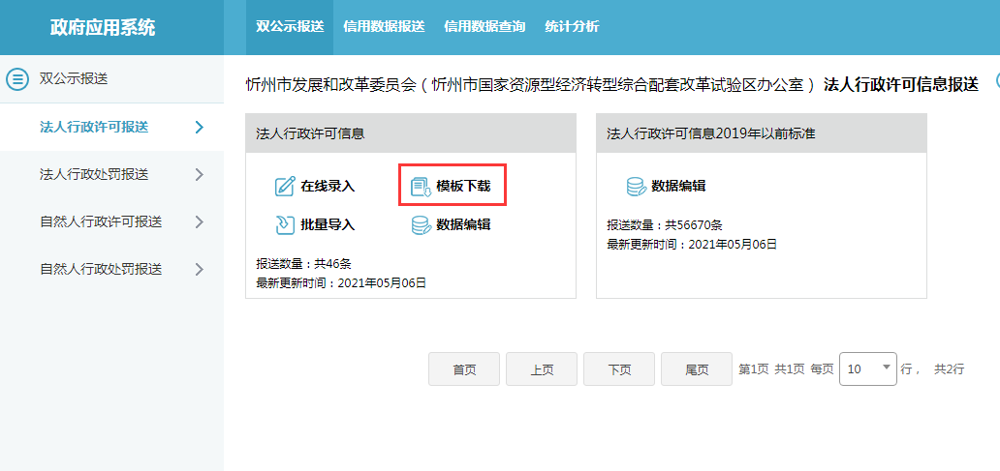 政府应用系统
双公示报送 信用数据报送 信用数据查询 统计分析
双公示报送
法人行政许可报送
法人行政处罚报送
自然人行政许可报送
自然人行政处罚报送
忻州市发展和改革委员会（忻州市国家资源型经济转型综合配套改革试验区办公室） 法人行政许可信息报送
法人行政许可信息
在线录入 模板下载
批量导入 数据编辑
报送数量：共46条
最新更新时间：2021年05月06日
法人行政许可信息2019年以前标准
数据编辑
报送数量：共56670条
最新更新时间：2021年05月06日
首页 上页 下页 尾页 第1页 共1页 每页 10 行， 共2行